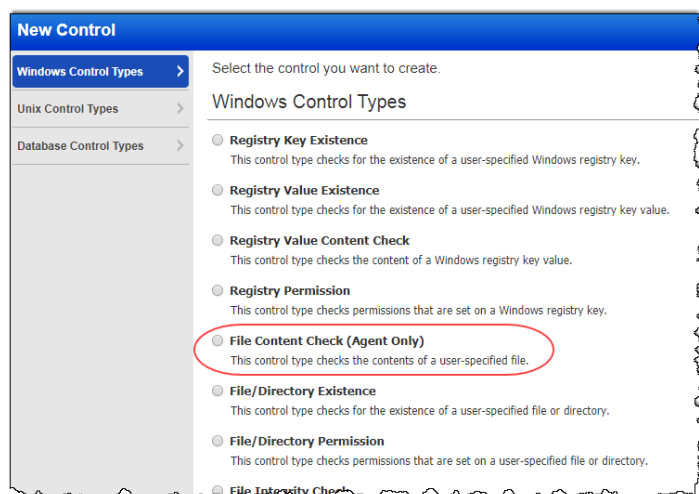 New Control
Windows Control Types
Unix Control Types
Database Control Types
Select the control you want to create.
Windows Control Types
Registry Key Existence
This control type checks for the existence of a user-specified Windows registry key.
Registry Value Existence
This control type checks for the existence of a user-specified Windows registry key value.
Registry Value Content Check
This control type checks the content of a Windows registry key value.
Registry Permission
This control type checks permissions that are set on a Windows registry key.
File Content Check (Agent Only)
This control type checks the contents of a user-specified file.
File/Directory Existence
This control type checks for the existence of a user-specified file or directory.
File/Directory Permission
This control type checks permissions that are set on a user-specified file or directory.
File Integrity Check